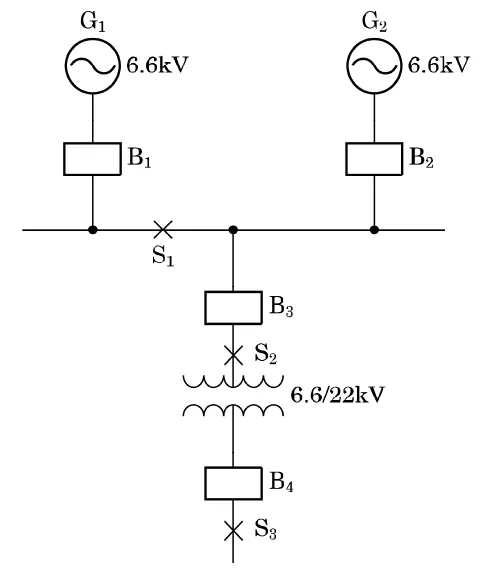 G₁ G₂
6.6kV 6.6kV
B₁ B₂
S₁
B₃
S₂
6.6/22kV
B₄
S₃